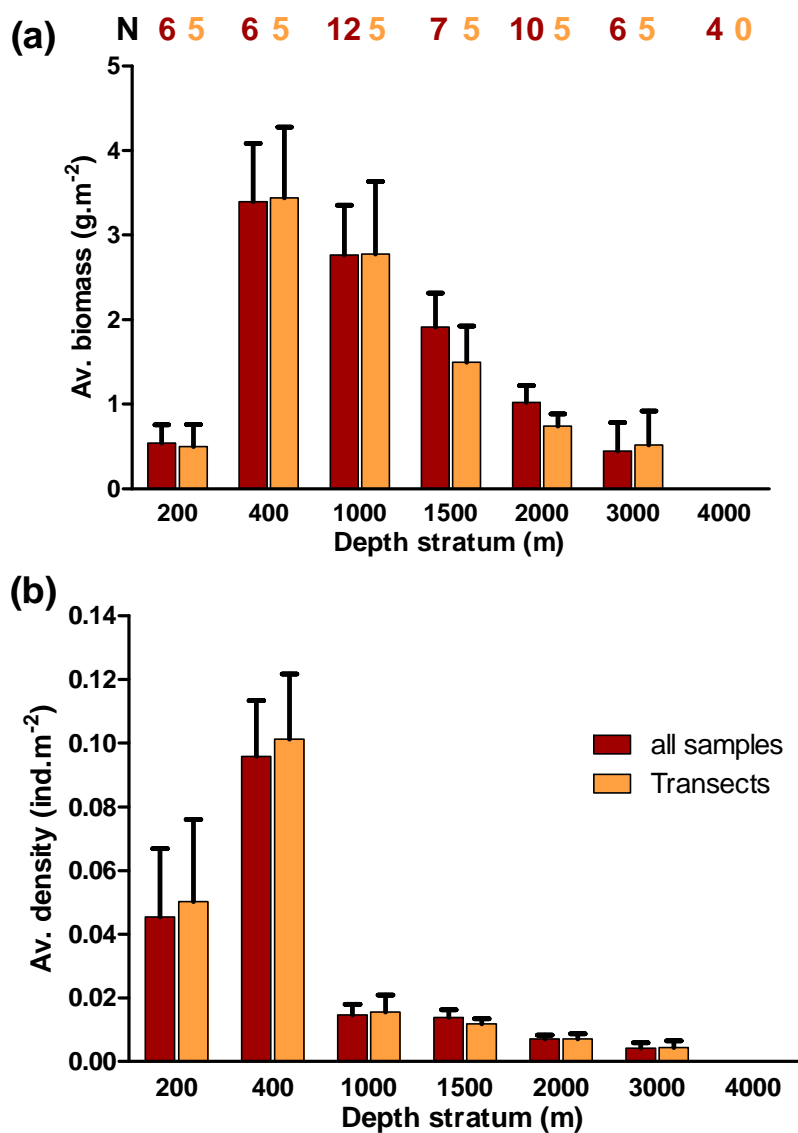 N 6 5 6 5 12 5 7 5 10 5 6 5 4 0
(a)
5
4
3
2
1
0
Av. biomass (g.m-2)
200 400 1000 1500 2000 3000 4000
Depth stratum (m)
(b)
0.14
0.12
0.10
0.08
0.06
0.04
0.02
0.00
Av. density (ind.m-2)
all samples
Transects
200 400 1000 1500 2000 3000 4000
Depth stratum (m)